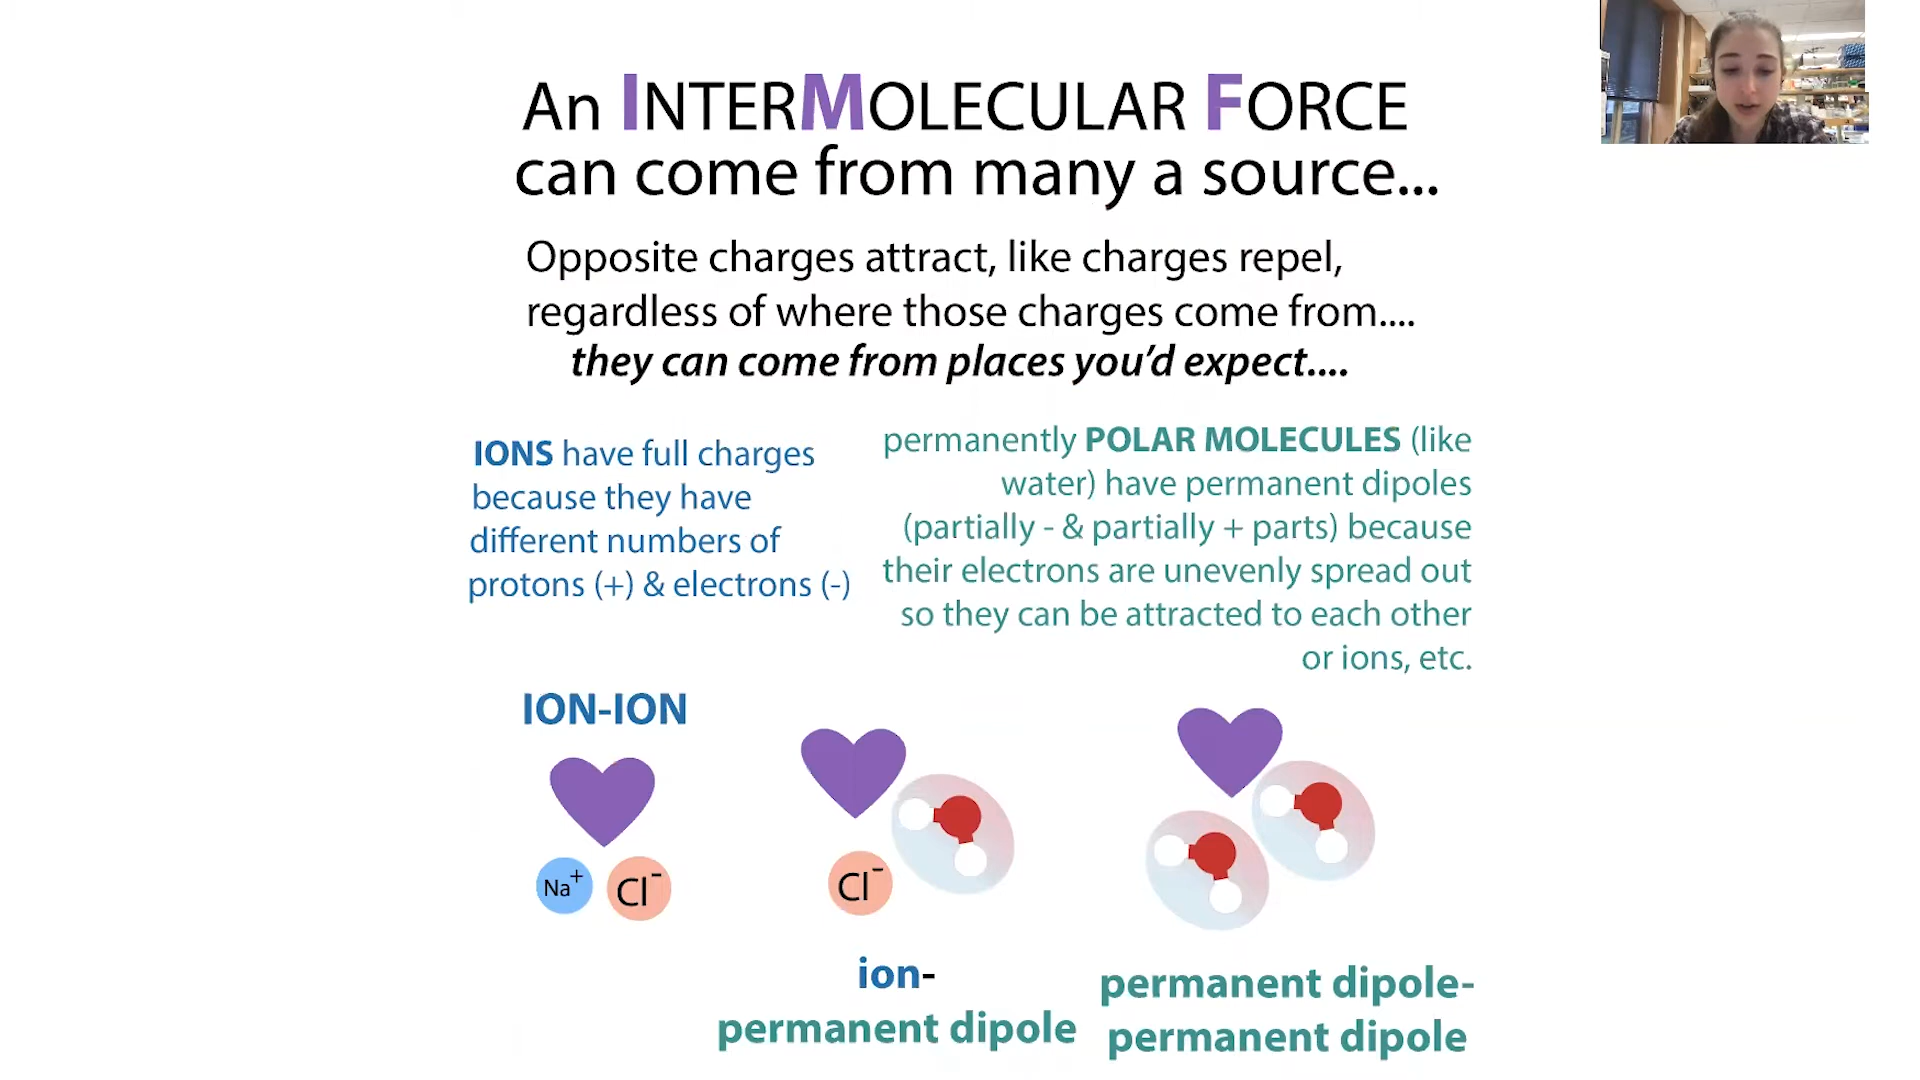 An INTERMOLECULAR FORCE
can come from many a source...
Opposite charges attract, like charges repel,
regardless of where those charges come from....
they can come from places you'd expect....
IONS have full charges
because they have
different numbers of
protons (+) & electrons (-)
permanently POLAR MOLECULES (like
water) have permanent dipoles
(partially - & partially + parts) because
their electrons are unevenly spread out
so they can be attracted to each other
or ions, etc.
ION-ION
Na+
Cl-
Cl-
ion-
permanent dipole
permanent dipole-
permanent dipole